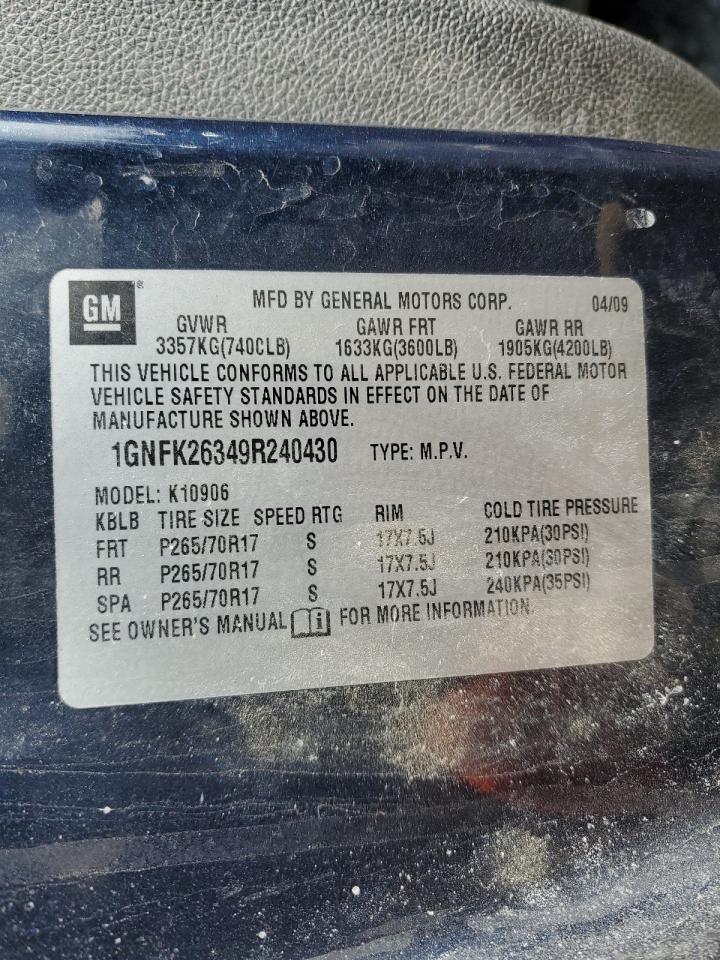 GM ® MFD BY GENERAL MOTORS CORP. 04/09
GVWR GAWR FRT GAWR RR
3357KG(7400LB) 1633KG(3600LB) 1905KG(4200LB)
THIS VEHICLE CONFORMS TO ALL APPLICABLE U.S. FEDERAL MOTOR
VEHICLE SAFETY STANDARDS IN EFFECT ON THE DATE OF
MANUFACTURE SHOWN ABOVE.
1GNFK26349R240430 TYPE: M.P.V.
MODEL: K10906
KBLB TIRE SIZE SPEED RTG RIM COLD TIRE PRESSURE
FRT P265/70R17 S 17X7.5J 210KPA(30PSI)
RR P265/70R17 S 17X7.5J 210KPA(30PSI)
SPA P265/70R17 S 17X7.5J 240KPA(35PSI)
SEE OWNER'S MANUAL i FOR MORE INFORMATION.